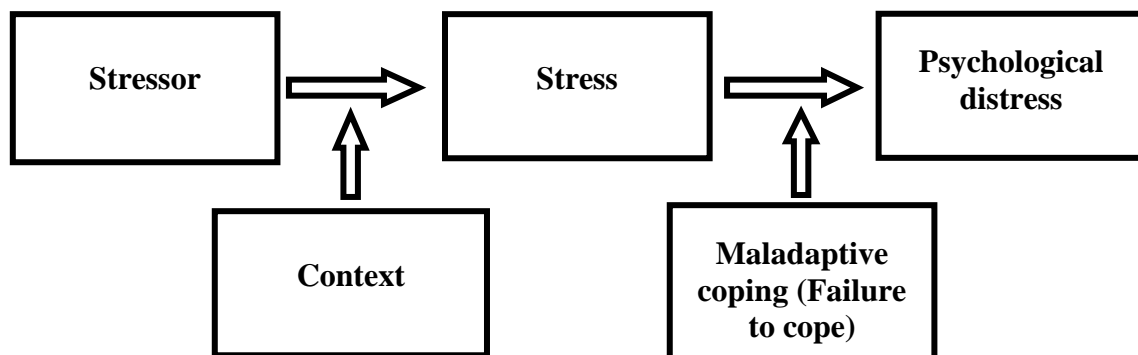 Stressor
Stress
Psychological
distress
Context
Maladaptive
coping (Failure
to cope)